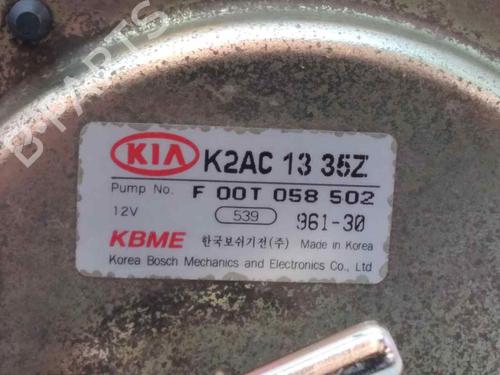 B-PARTS
KIA K2AC 13 35Z
Pump No. F 00T 058 502
12V 539 961-30
KBME 한국보쉬기전(주) Made in Korea
Korea Bosch Mechanics and Electronics Co., Ltd